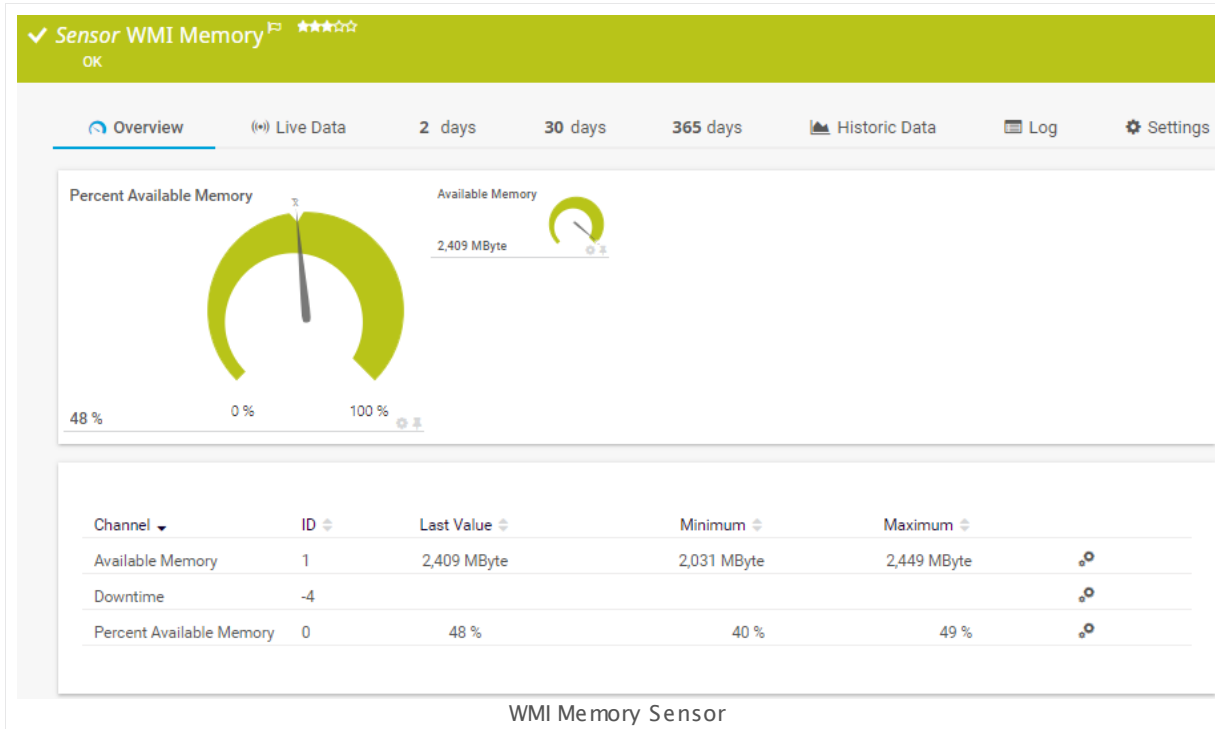 Sensor WMI Memory
OK
Overview Live Data 2 days 30 days 365 days Historic Data Log Settings
Percent Available Memory
48 %
0 % 100 %
Available Memory
2,409 MByte
Channel ID Last Value Minimum Maximum
Available Memory 1 2,409 MByte 2,031 MByte 2,449 MByte
Downtime -4
Percent Available Memory 0 48 % 40 % 49 %
WMI Memory Sensor